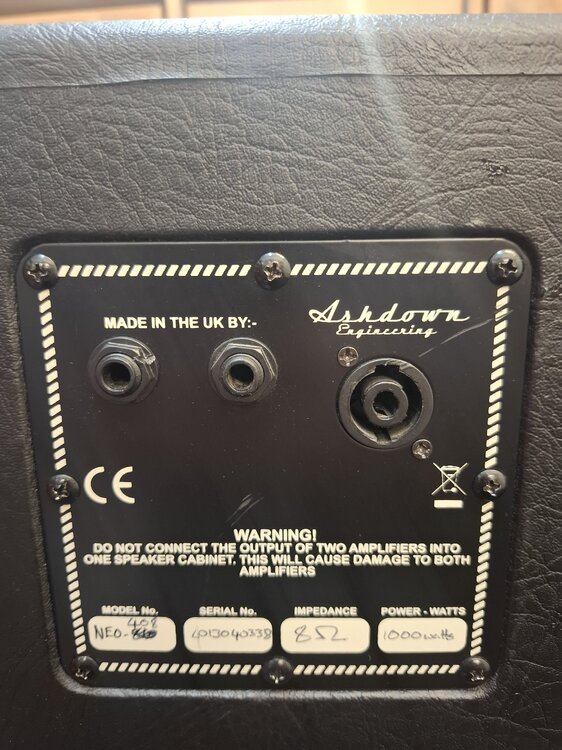 MADE IN THE UK BY:-
Ashdown
Engineering
CE
WARNING!
DO NOT CONNECT THE OUTPUT OF TWO AMPLIFIERS INTO
ONE SPEAKER CABINET. THIS WILL CAUSE DAMAGE TO BOTH
AMPLIFIERS
MODEL No. SERIAL No. IMPEDANCE POWER - WATTS
408
NEO- 8Ω 1000watts